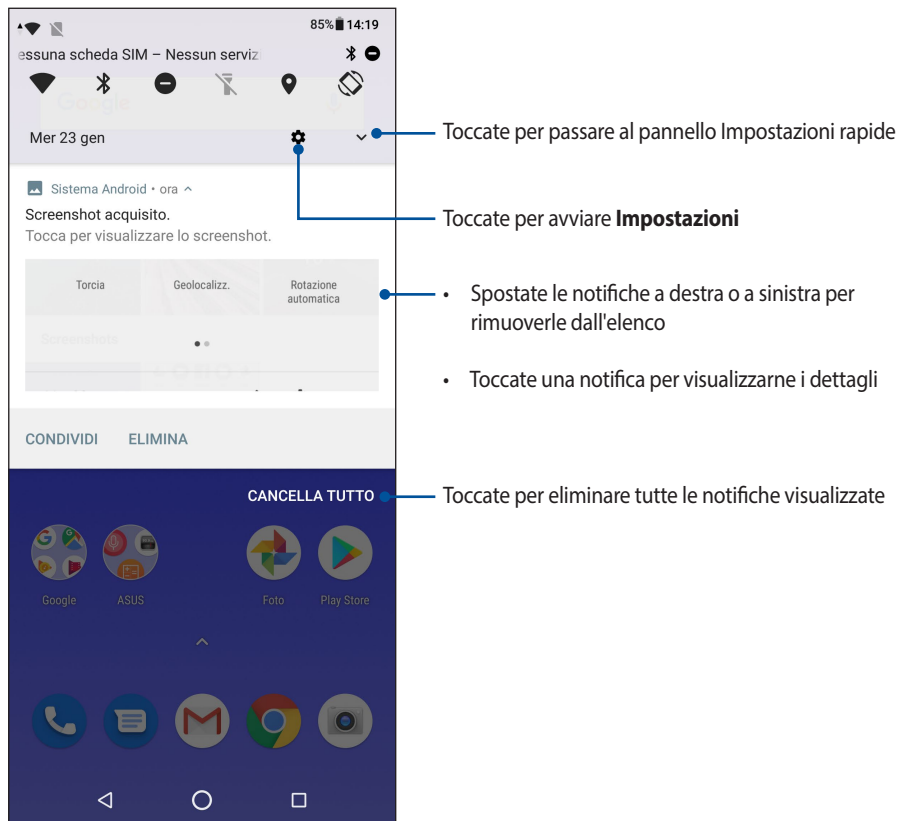 85% 14:19
essuna scheda SIM – Nessun serviz
Google
Mer 23 gen
Toccate per passare al pannello Impostazioni rapide
Sistema Android • ora
Screenshot acquisito.
Tocca per visualizzare lo screenshot.
Toccate per avviare Impostazioni
Torcia
Geolocalizz.
Rotazione
automatica
Screenshots
• Spostate le notifiche a destra o a sinistra per
rimuoverle dall'elenco
• Toccate una notifica per visualizzarne i dettagli
CONDIVIDI ELIMINA
CANCELLA TUTTO
Toccate per eliminare tutte le notifiche visualizzate
Google
ASUS
Foto
Play Store